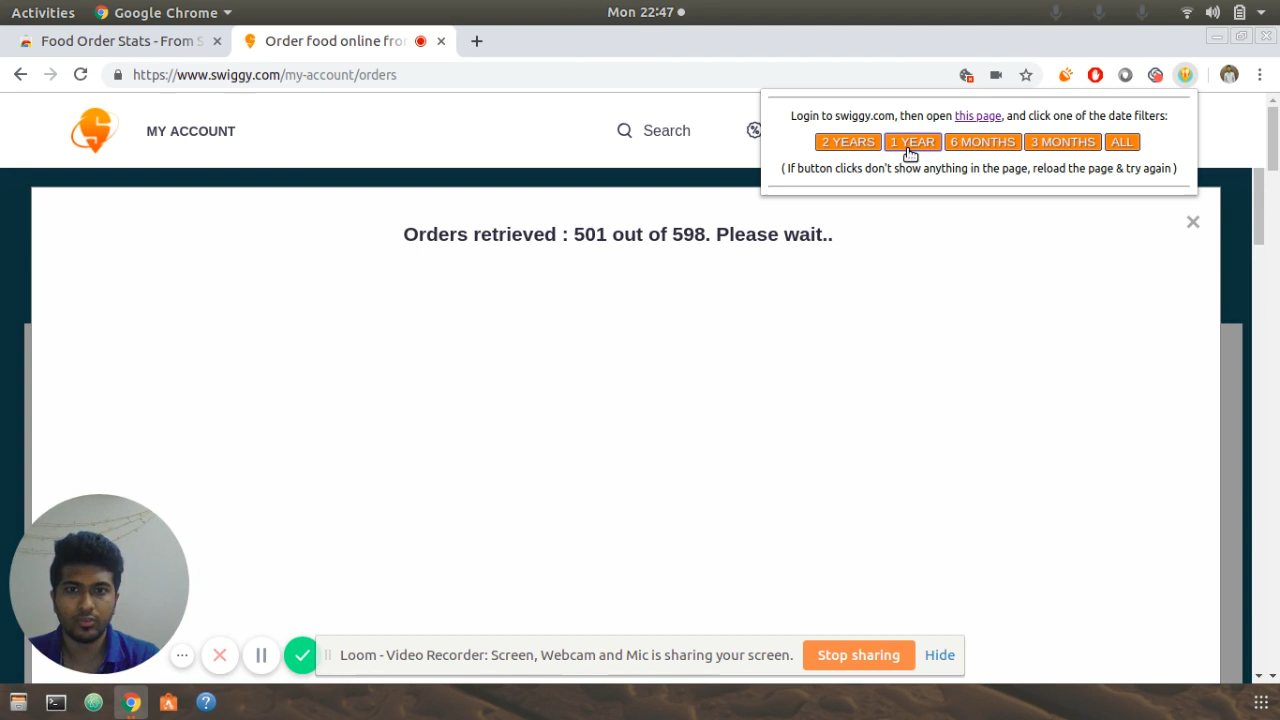 Activities
Google Chrome
Mon 22:47
Food Order Stats - From S
Order food online from
https://www.swiggy.com/my-account/orders
MY ACCOUNT
Search
Login to swiggy.com, then open this page, and click one of the date filters:
2 YEARS 1 YEAR 6 MONTHS 3 MONTHS ALL
( If button clicks don't show anything in the page, reload the page & try again )
Orders retrieved : 501 out of 598. Please wait..
Loom - Video Recorder: Screen, Webcam and Mic is sharing your screen.
Stop sharing
Hide